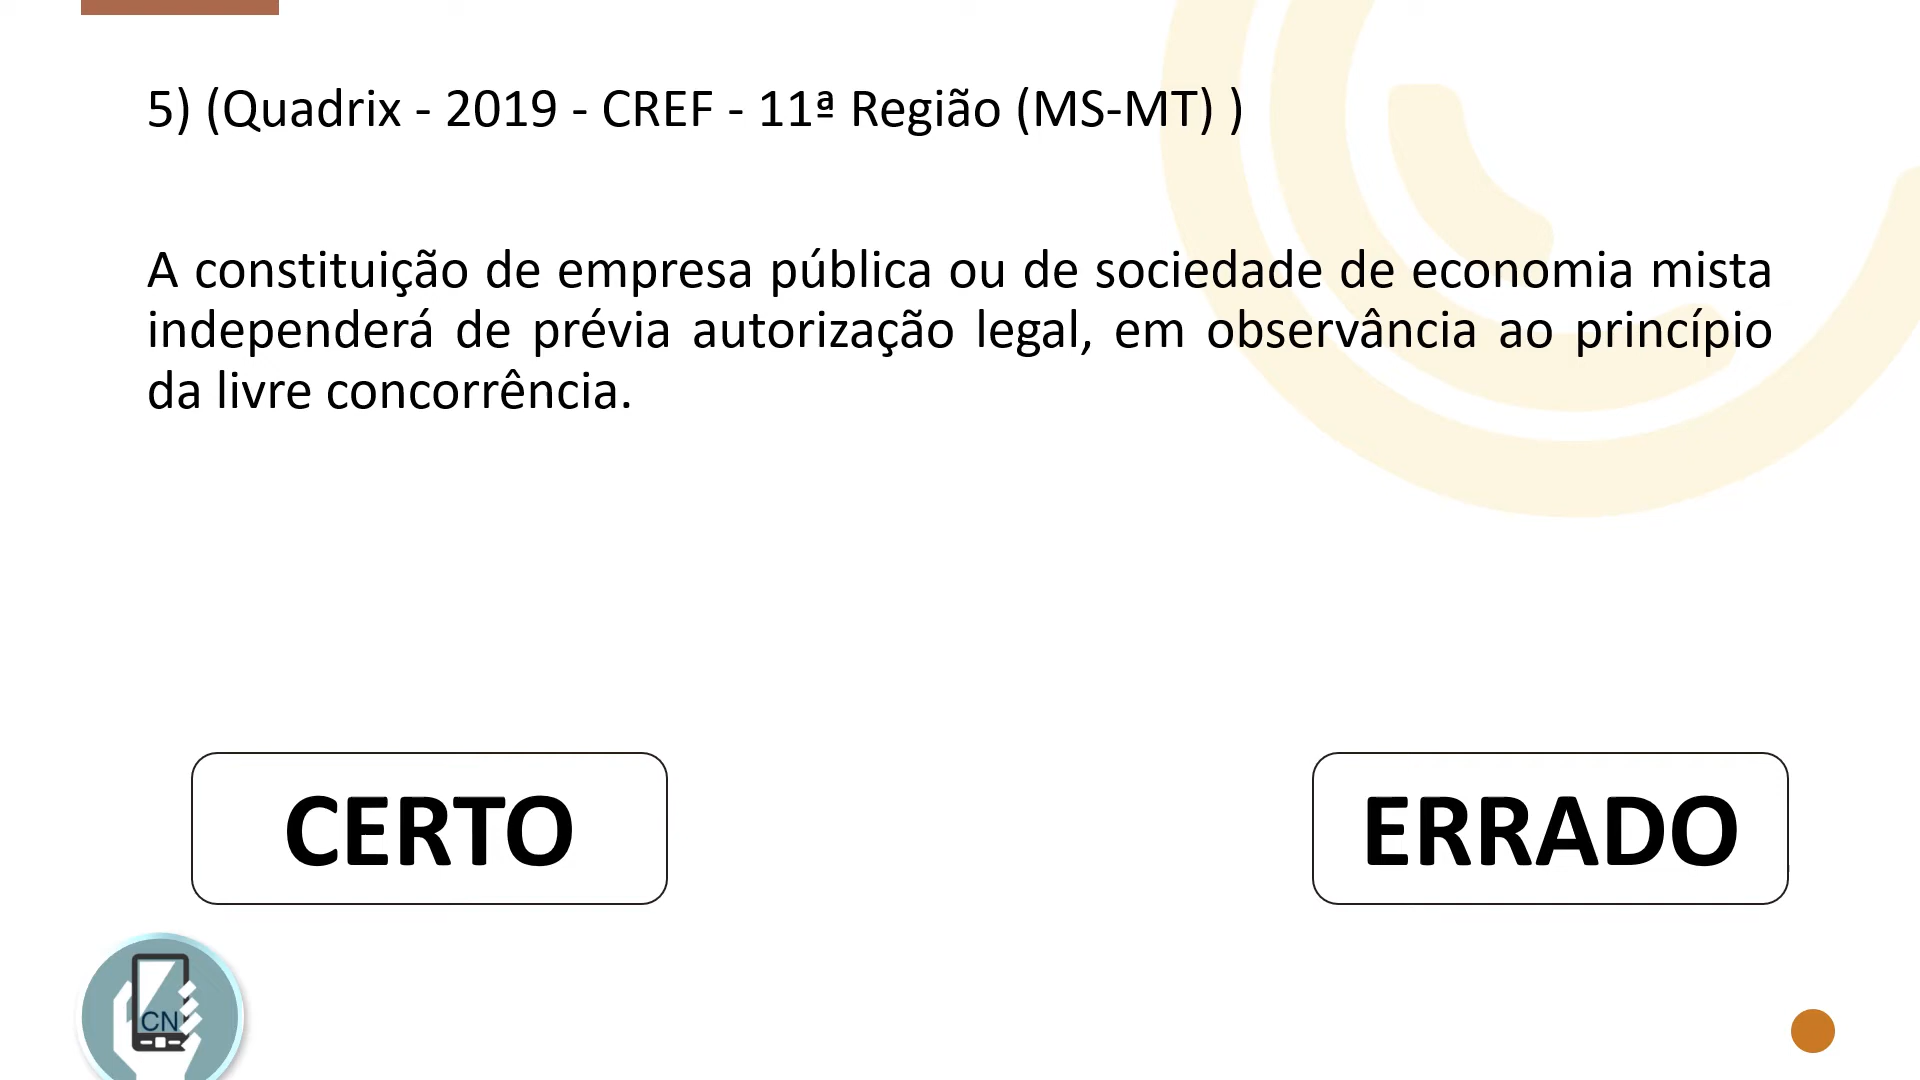 5) (Quadrix - 2019 - CREF - 11ª Região (MS-MT) )
A constituição de empresa pública ou de sociedade de economia mista
independerá de prévia autorização legal, em observância ao princípio
da livre concorrência.
CERTO
ERRADO
CN